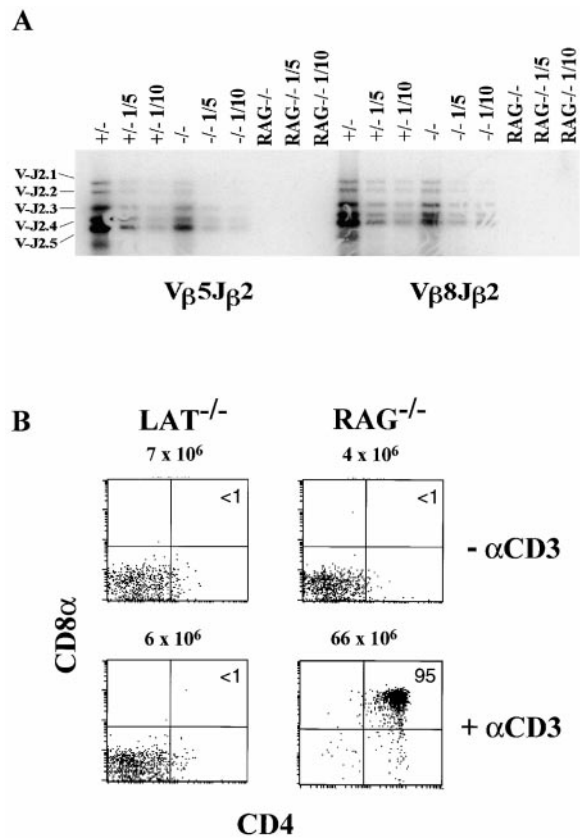 A
+/-
+/- 1/5
+/- 1/10
-/-
-/- 1/5
-/- 1/10
RAG-/-
RAG-/- 1/5
RAG-/- 1/10
+/-
+/- 1/5
+/- 1/10
-/-
-/- 1/5
-/- 1/10
RAG-/-
RAG-/- 1/5
RAG-/- 1/10
V-J2.1
V-J2.2
V-J2.3
V-J2.4
V-J2.5
Vβ5Jβ2
Vβ8Jβ2
B
LAT-/-
RAG-/-
7 x 10⁶
4 x 10⁶
<1
<1
- αCD3
6 x 10⁶
66 x 10⁶
<1
95
+ αCD3
CD8α
CD4